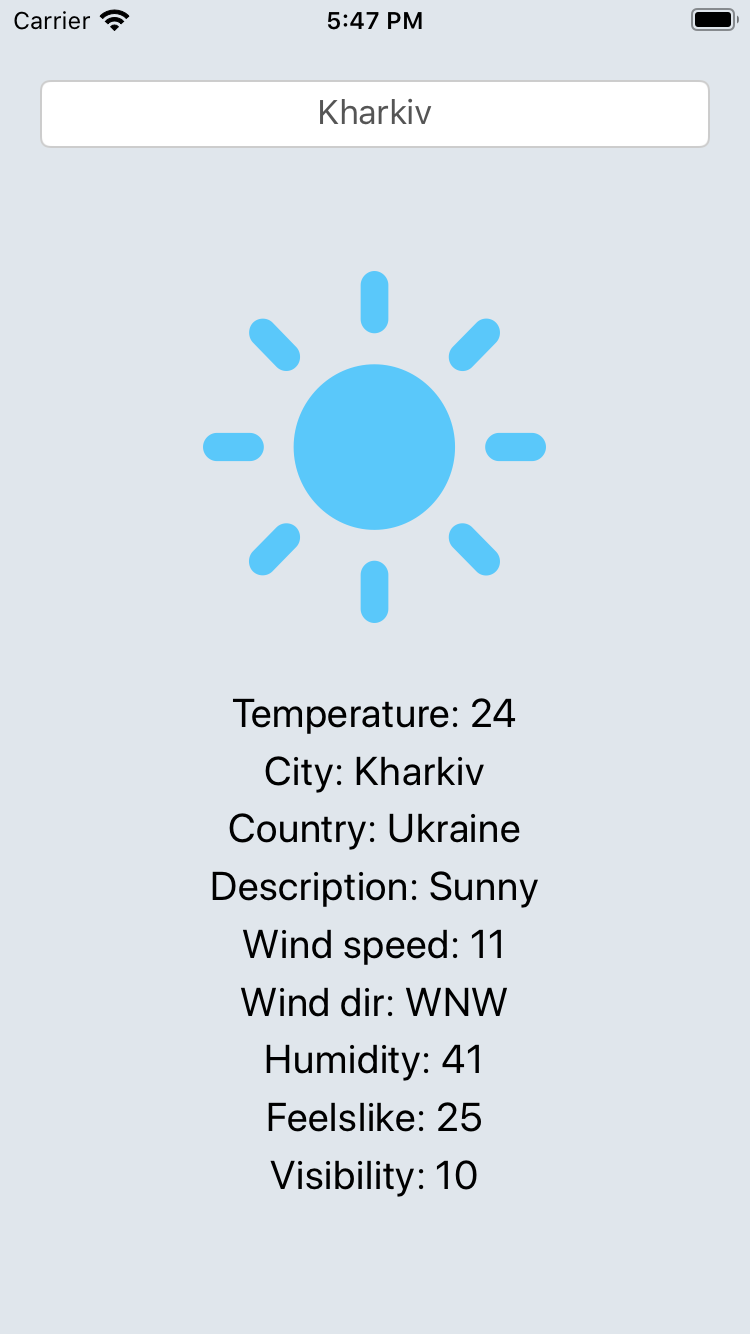 Carrier 5:47 PM
Kharkiv
Temperature: 24
City: Kharkiv
Country: Ukraine
Description: Sunny
Wind speed: 11
Wind dir: WNW
Humidity: 41
Feelslike: 25
Visibility: 10